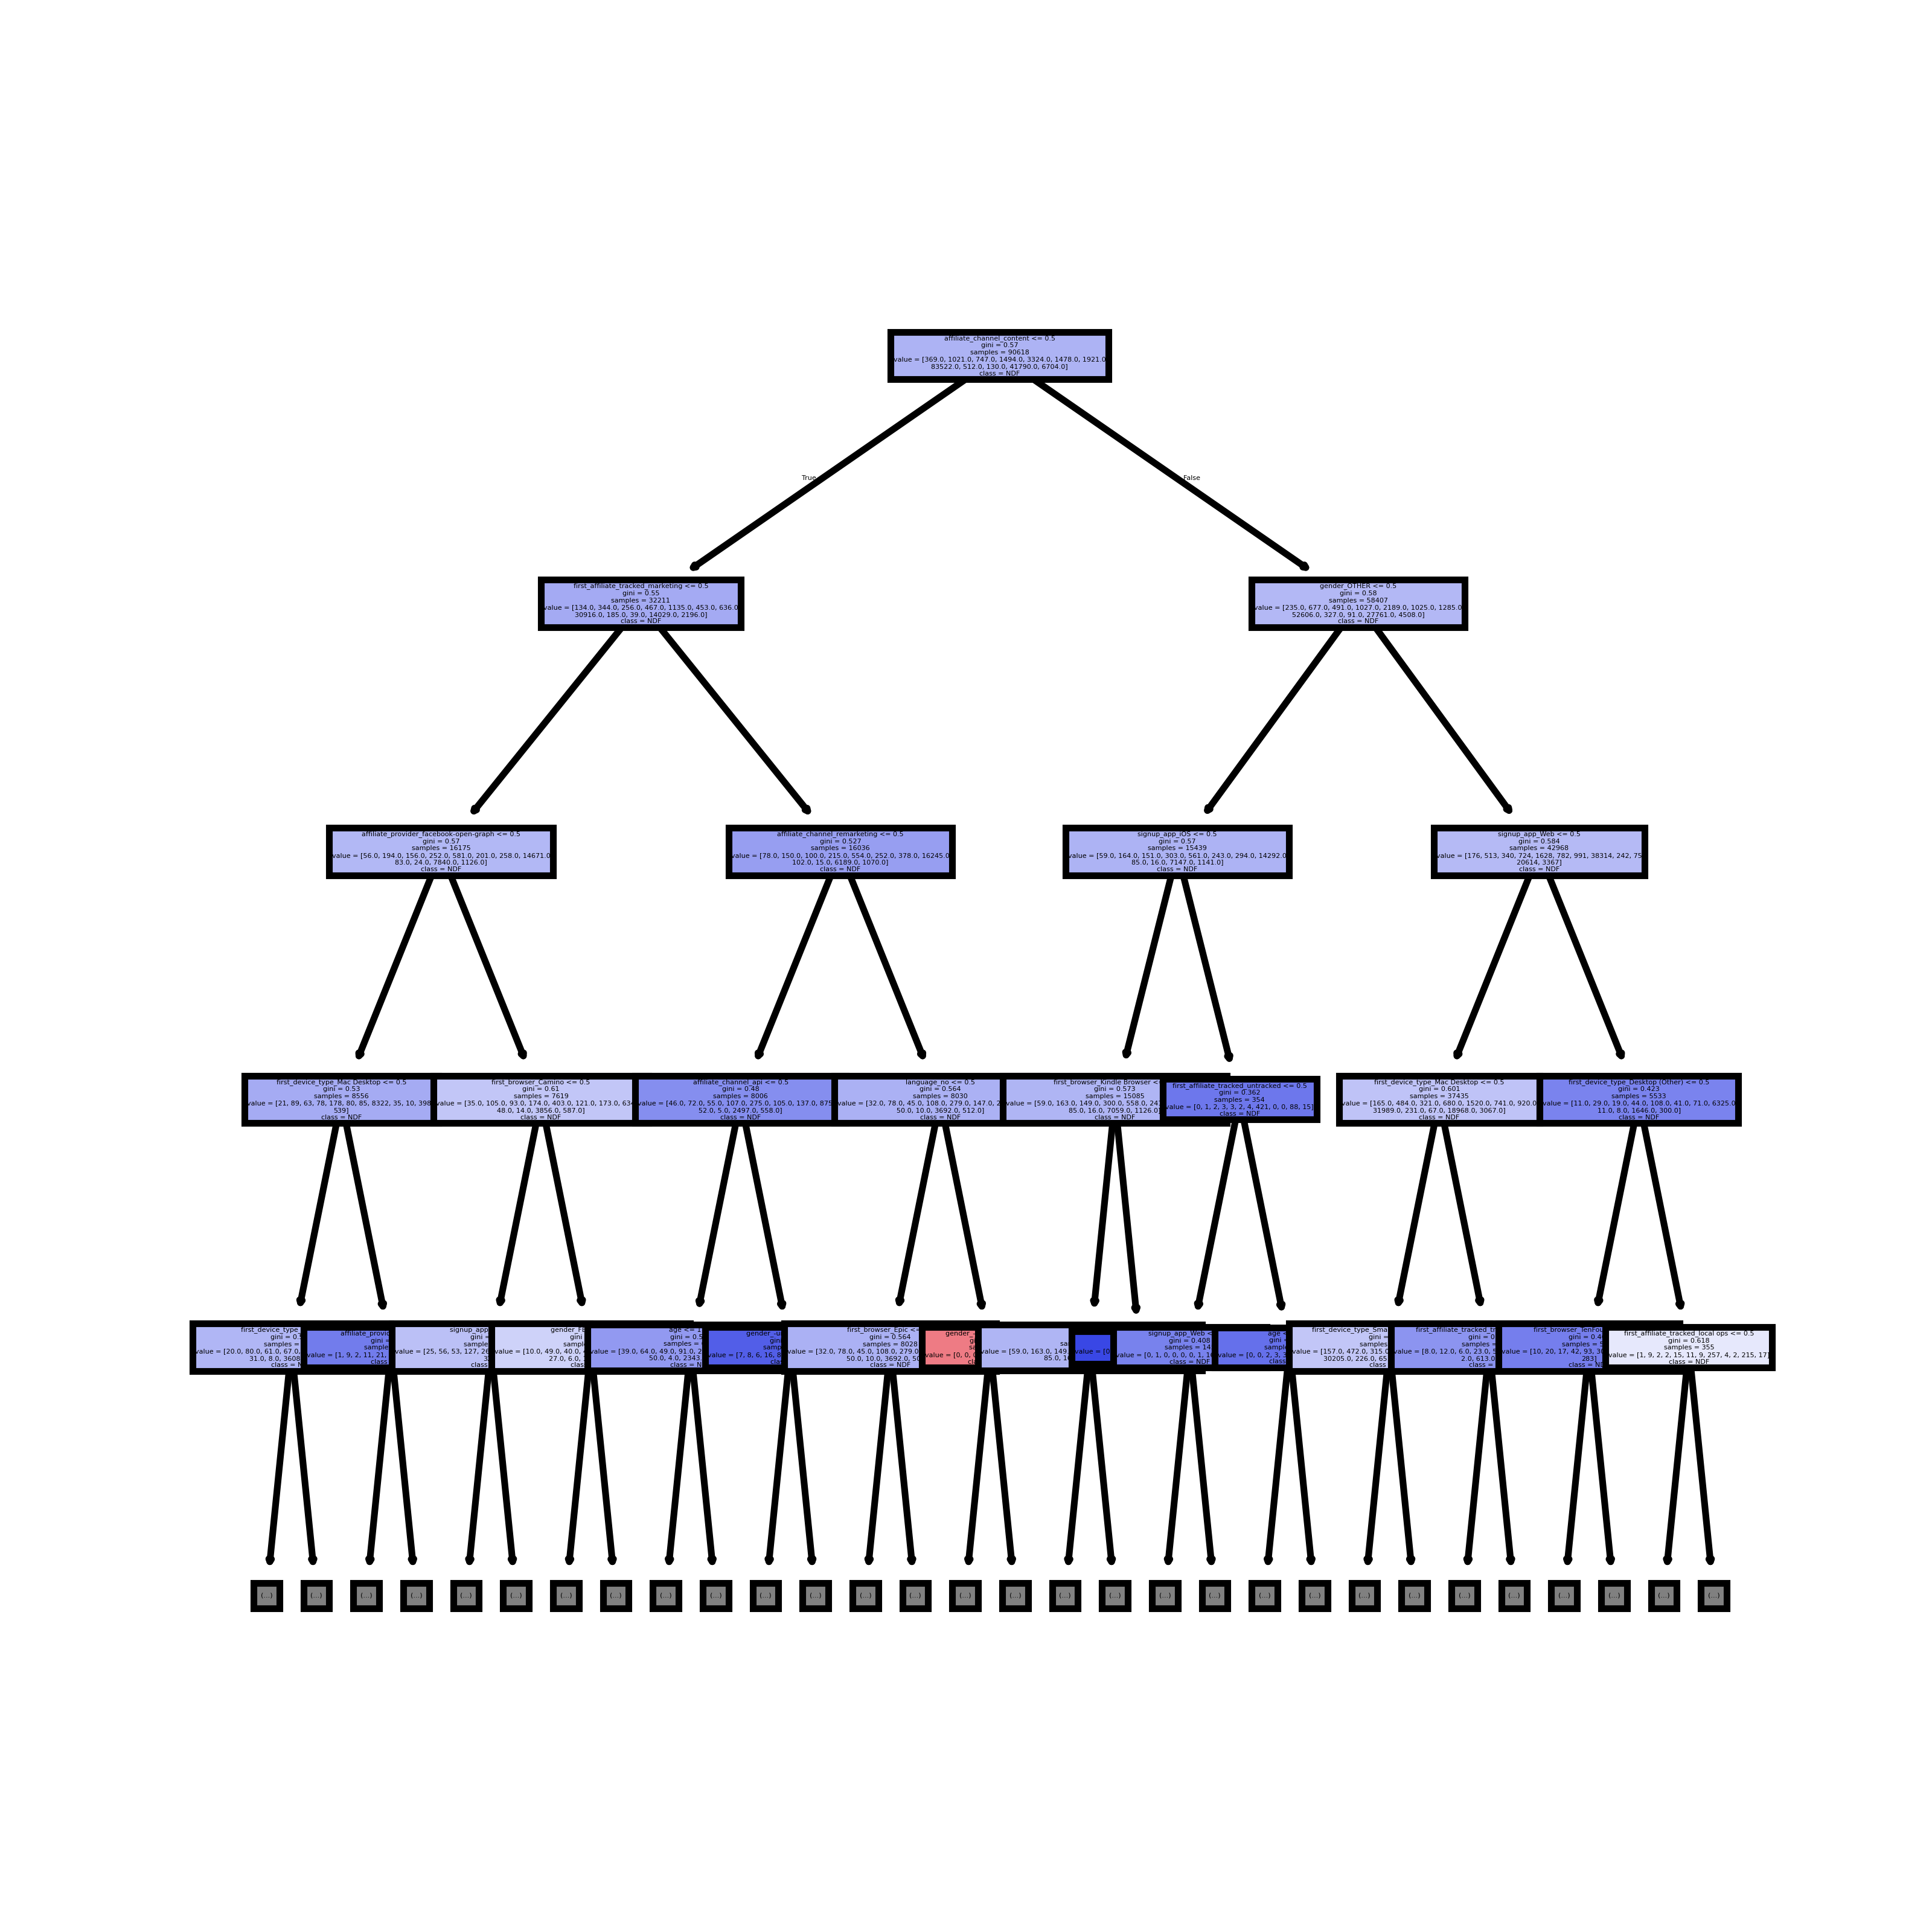 affiliate_channel_content <= 0.5
gini = 0.57
samples = 90618
value = [369.0, 1021.0, 747.0, 1494.0, 3324.0, 1478.0, 1921.0
83522.0, 512.0, 130.0, 41790.0, 6704.0]
class = NDF
True
False
first_affiliate_tracked_marketing <= 0.5
gini = 0.55
samples = 32211
value = [134.0, 344.0, 256.0, 467.0, 1135.0, 453.0, 636.0
30916.0, 185.0, 39.0, 14029.0, 2196.0]
class = NDF
gender_OTHER <= 0.5
gini = 0.58
samples = 58407
value = [235.0, 677.0, 491.0, 1027.0, 2189.0, 1025.0, 1285.0
52606.0, 327.0, 91.0, 27761.0, 4508.0]
class = NDF
affiliate_provider_facebook-open-graph <= 0.5
gini = 0.57
samples = 16175
value = [56.0, 194.0, 156.0, 252.0, 581.0, 201.0, 258.0, 14671.0
83.0, 24.0, 7840.0, 1126.0]
class = NDF
affiliate_channel_remarketing <= 0.5
gini = 0.527
samples = 16036
value = [78.0, 150.0, 100.0, 215.0, 554.0, 252.0, 378.0, 16245.0
102.0, 15.0, 6189.0, 1070.0]
class = NDF
signup_app_iOS <= 0.5
gini = 0.57
samples = 15439
value = [59.0, 164.0, 151.0, 303.0, 561.0, 243.0, 294.0, 14292.0
85.0, 16.0, 7147.0, 1141.0]
class = NDF
signup_app_Web <= 0.5
gini = 0.584
samples = 42968
value = [176, 513, 340, 724, 1628, 782, 991, 38314, 242, 75
20614, 3367]
class = NDF
first_device_type_Mac Desktop <= 0.5
gini = 0.53
samples = 8556
value = [21, 89, 63, 78, 178, 80, 85, 8322, 35, 10, 398
539]
class = NDF
first_browser_Camino <= 0.5
gini = 0.61
samples = 7619
value = [35.0, 105.0, 93.0, 174.0, 403.0, 121.0, 173.0, 634
48.0, 14.0, 3856.0, 587.0]
class = NDF
affiliate_channel_api <= 0.5
gini = 0.48
samples = 8006
value = [46.0, 72.0, 55.0, 107.0, 275.0, 105.0, 137.0, 875
52.0, 5.0, 2497.0, 558.0]
class = NDF
language_no <= 0.5
gini = 0.564
samples = 8030
value = [32.0, 78.0, 45.0, 108.0, 279.0, 147.0, 2
50.0, 10.0, 3692.0, 512.0]
class = NDF
first_browser_Kindle Browser <
gini = 0.573
samples = 15085
value = [59.0, 163.0, 149.0, 300.0, 558.0, 241
85.0, 16.0, 7059.0, 1126.0]
class = NDF
first_affiliate_tracked_untracked <= 0.5
gini = 0.362
samples = 354
value = [0, 1, 2, 3, 3, 2, 4, 421, 0, 0, 88, 15]
class = NDF
first_device_type_Mac Desktop <= 0.5
gini = 0.601
samples = 37435
value = [165.0, 484.0, 321.0, 680.0, 1520.0, 741.0, 920.0
31989.0, 231.0, 67.0, 18968.0, 3067.0]
class = NDF
first_device_type_Desktop (Other) <= 0.5
gini = 0.423
samples = 5533
value = [11.0, 29.0, 19.0, 44.0, 108.0, 41.0, 71.0, 6325.0
11.0, 8.0, 1646.0, 300.0]
class = NDF
first_device_type
gini = 0.5
samples =
value = [20.0, 80.0, 61.0, 67.0,
31.0, 8.0, 3608
class = N
affiliate_provid
gini =
sample
value = [1, 9, 2, 11, 21,
class
signup_app
gini =
sampl
value = [25, 56, 53, 127, 26
3
class
gender_F
gini
sampl
value = [10.0, 49.0, 40.0,
27.0, 6.0,
class
age <= 1
gini = 0.5
samples =
value = [39.0, 64.0, 49.0, 91.0, 2
50.0, 4.0, 2343
class = N
gender_-u
gini
samp
value = [7, 8, 6, 16, 8
clas
first_browser_Epic <=
gini = 0.564
samples = 8028
value = [32.0, 78.0, 45.0, 108.0, 279.0
50.0, 10.0, 3692.0, 50
class = NDF
gender_-
gi
sa
value = [0, 0, 0
cl
sa
value = [59.0, 163.0, 149
85.0, 16
value = [0
signup_app_Web <
gini = 0.408
samples = 14
value = [0, 1, 0, 0, 0, 0, 1, 16
class = NDF
age =
gini =
sampl
value = [0, 0, 2, 3, 3
class
first_device_type_Sma
gini =
samples
value = [157.0, 472.0, 315.0
30205.0, 226.0, 65
class
first_affiliate_tracked_tr
gini = 0
samples =
value = [8.0, 12.0, 6.0, 23.0, 5
2.0, 613.0
class =
first_browser_TenFou
gini = 0.4
samples = 5
value = [10, 20, 17, 42, 93, 3
283]
class = ND
first_affiliate_tracked_local ops <= 0.5
gini = 0.618
samples = 355
value = [1, 9, 2, 2, 15, 11, 9, 257, 4, 2, 215, 17]
class = NDF
(...) (...) (...) (...) (...) (...) (...) (...) (...) (...) (...) (...) (...) (...) (...) (...) (...) (...) (...) (...) (...) (...) (...) (...) (...) (...) (...) (...) (...) (...)